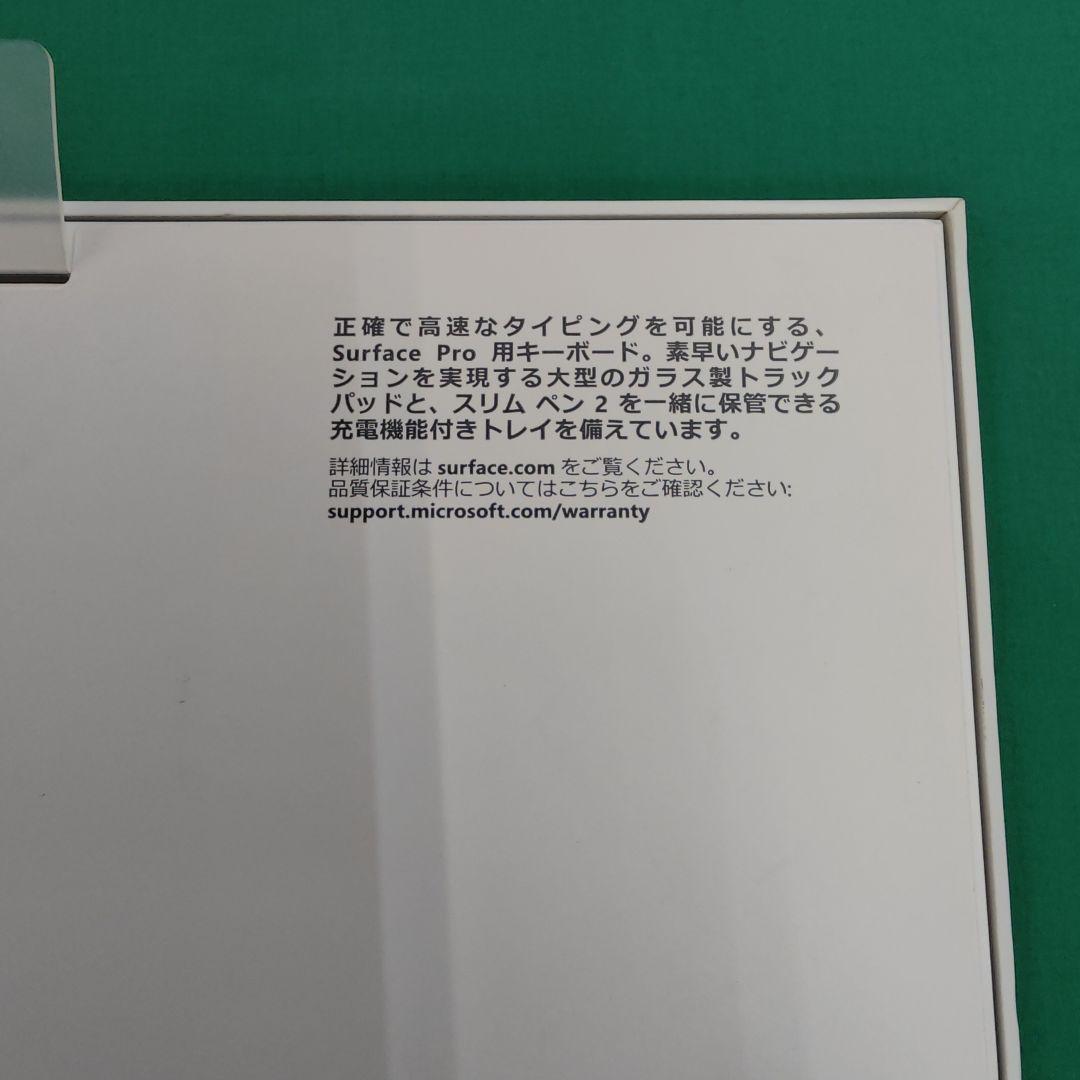 正確で高速なタイピングを可能にする、
Surface Pro 用キーボード。素早いナビゲー
ションを実現する大型のガラス製トラック
パッドと、スリム ペン 2 を一緒に保管できる
充電機能付きトレイを備えています。
詳細情報は surface.com をご覧ください。
品質保証条件についてはこちらをご確認ください:
support.microsoft.com/warranty